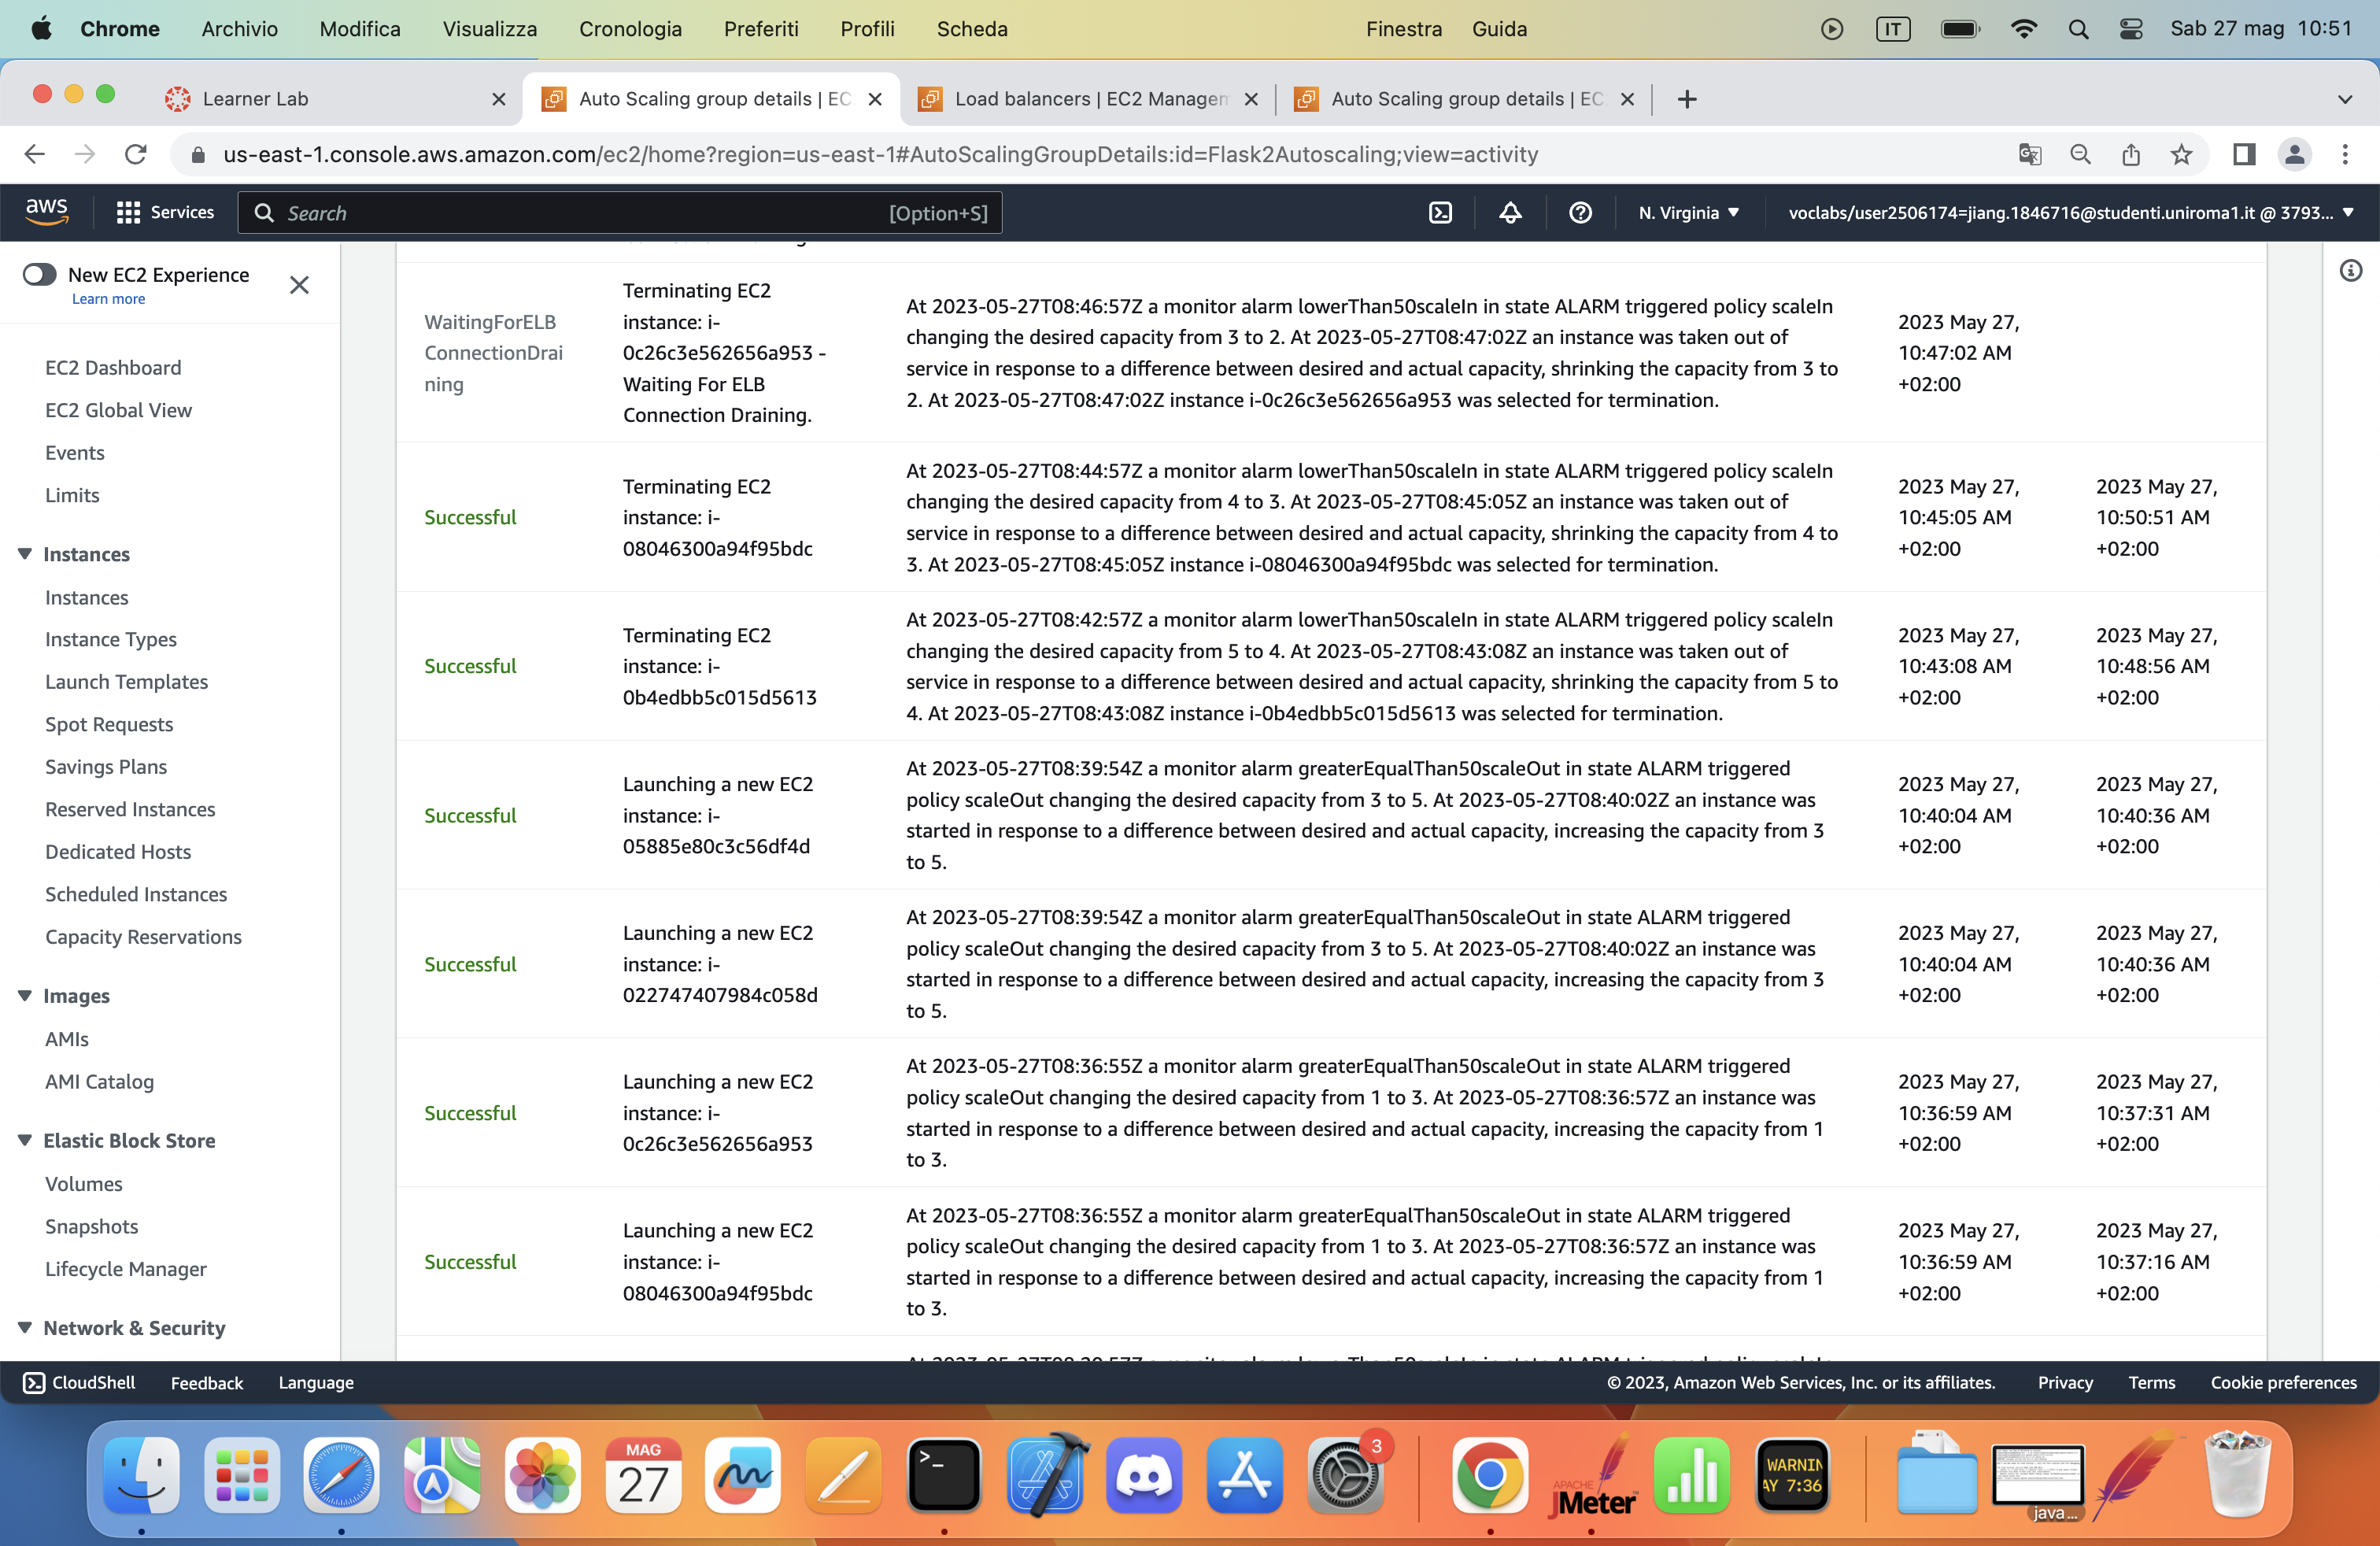 Chrome Archivio Modifica Visualizza Cronologia Preferiti Profili Scheda Finestra Guida IT Sab 27 mag 10:51
Learner Lab
Auto Scaling group details | EC
Load balancers | EC2 Managem
Auto Scaling group details | EC
us-east-1.console.aws.amazon.com/ec2/home?region=us-east-1#AutoScalingGroupDetails:id=Flask2Autoscaling;view=activity
aws Services Search [Option+S] N. Virginia voclabs/user2506174=jiang.1846716@studenti.uniroma1.it @ 3793...
New EC2 Experience
Learn more
EC2 Dashboard
EC2 Global View
Events
Limits
Instances
Instances
Instance Types
Launch Templates
Spot Requests
Savings Plans
Reserved Instances
Dedicated Hosts
Scheduled Instances
Capacity Reservations
Images
AMIs
AMI Catalog
Elastic Block Store
Volumes
Snapshots
Lifecycle Manager
Network & Security
WaitingForELB
ConnectionDrai
ning
Terminating EC2
instance: i-
0c26c3e562656a953 -
Waiting For ELB
Connection Draining.
At 2023-05-27T08:46:57Z a monitor alarm lowerThan50scaleIn in state ALARM triggered policy scaleIn
changing the desired capacity from 3 to 2. At 2023-05-27T08:47:02Z an instance was taken out of
service in response to a difference between desired and actual capacity, shrinking the capacity from 3 to
2. At 2023-05-27T08:47:02Z instance i-0c26c3e562656a953 was selected for termination.
2023 May 27,
10:47:02 AM
+02:00
Successful
Terminating EC2
instance: i-
08046300a94f95bdc
At 2023-05-27T08:44:57Z a monitor alarm lowerThan50scaleIn in state ALARM triggered policy scaleIn
changing the desired capacity from 4 to 3. At 2023-05-27T08:45:05Z an instance was taken out of
service in response to a difference between desired and actual capacity, shrinking the capacity from 4 to
3. At 2023-05-27T08:45:05Z instance i-08046300a94f95bdc was selected for termination.
2023 May 27,
10:45:05 AM
+02:00
2023 May 27,
10:50:51 AM
+02:00
Successful
Terminating EC2
instance: i-
0b4edbb5c015d5613
At 2023-05-27T08:42:57Z a monitor alarm lowerThan50scaleIn in state ALARM triggered policy scaleIn
changing the desired capacity from 5 to 4. At 2023-05-27T08:43:08Z an instance was taken out of
service in response to a difference between desired and actual capacity, shrinking the capacity from 5 to
4. At 2023-05-27T08:43:08Z instance i-0b4edbb5c015d5613 was selected for termination.
2023 May 27,
10:43:08 AM
+02:00
2023 May 27,
10:48:56 AM
+02:00
Successful
Launching a new EC2
instance: i-
05885e80c3c56df4d
At 2023-05-27T08:39:54Z a monitor alarm greaterEqualThan50scaleOut in state ALARM triggered
policy scaleOut changing the desired capacity from 3 to 5. At 2023-05-27T08:40:02Z an instance was
started in response to a difference between desired and actual capacity, increasing the capacity from 3
to 5.
2023 May 27,
10:40:04 AM
+02:00
2023 May 27,
10:40:36 AM
+02:00
Successful
Launching a new EC2
instance: i-
022747407984c058d
At 2023-05-27T08:39:54Z a monitor alarm greaterEqualThan50scaleOut in state ALARM triggered
policy scaleOut changing the desired capacity from 3 to 5. At 2023-05-27T08:40:02Z an instance was
started in response to a difference between desired and actual capacity, increasing the capacity from 3
to 5.
2023 May 27,
10:40:04 AM
+02:00
2023 May 27,
10:40:36 AM
+02:00
Successful
Launching a new EC2
instance: i-
0c26c3e562656a953
At 2023-05-27T08:36:55Z a monitor alarm greaterEqualThan50scaleOut in state ALARM triggered
policy scaleOut changing the desired capacity from 1 to 3. At 2023-05-27T08:36:57Z an instance was
started in response to a difference between desired and actual capacity, increasing the capacity from 1
to 3.
2023 May 27,
10:36:59 AM
+02:00
2023 May 27,
10:37:31 AM
+02:00
Successful
Launching a new EC2
instance: i-
08046300a94f95bdc
At 2023-05-27T08:36:55Z a monitor alarm greaterEqualThan50scaleOut in state ALARM triggered
policy scaleOut changing the desired capacity from 1 to 3. At 2023-05-27T08:36:57Z an instance was
started in response to a difference between desired and actual capacity, increasing the capacity from 1
to 3.
2023 May 27,
10:36:59 AM
+02:00
2023 May 27,
10:37:16 AM
+02:00
CloudShell Feedback Language © 2023, Amazon Web Services, Inc. or its affiliates. Privacy Terms Cookie preferences
MAG
27
3
APACHE
JMeter
WARNIN
AY 7:36
java...